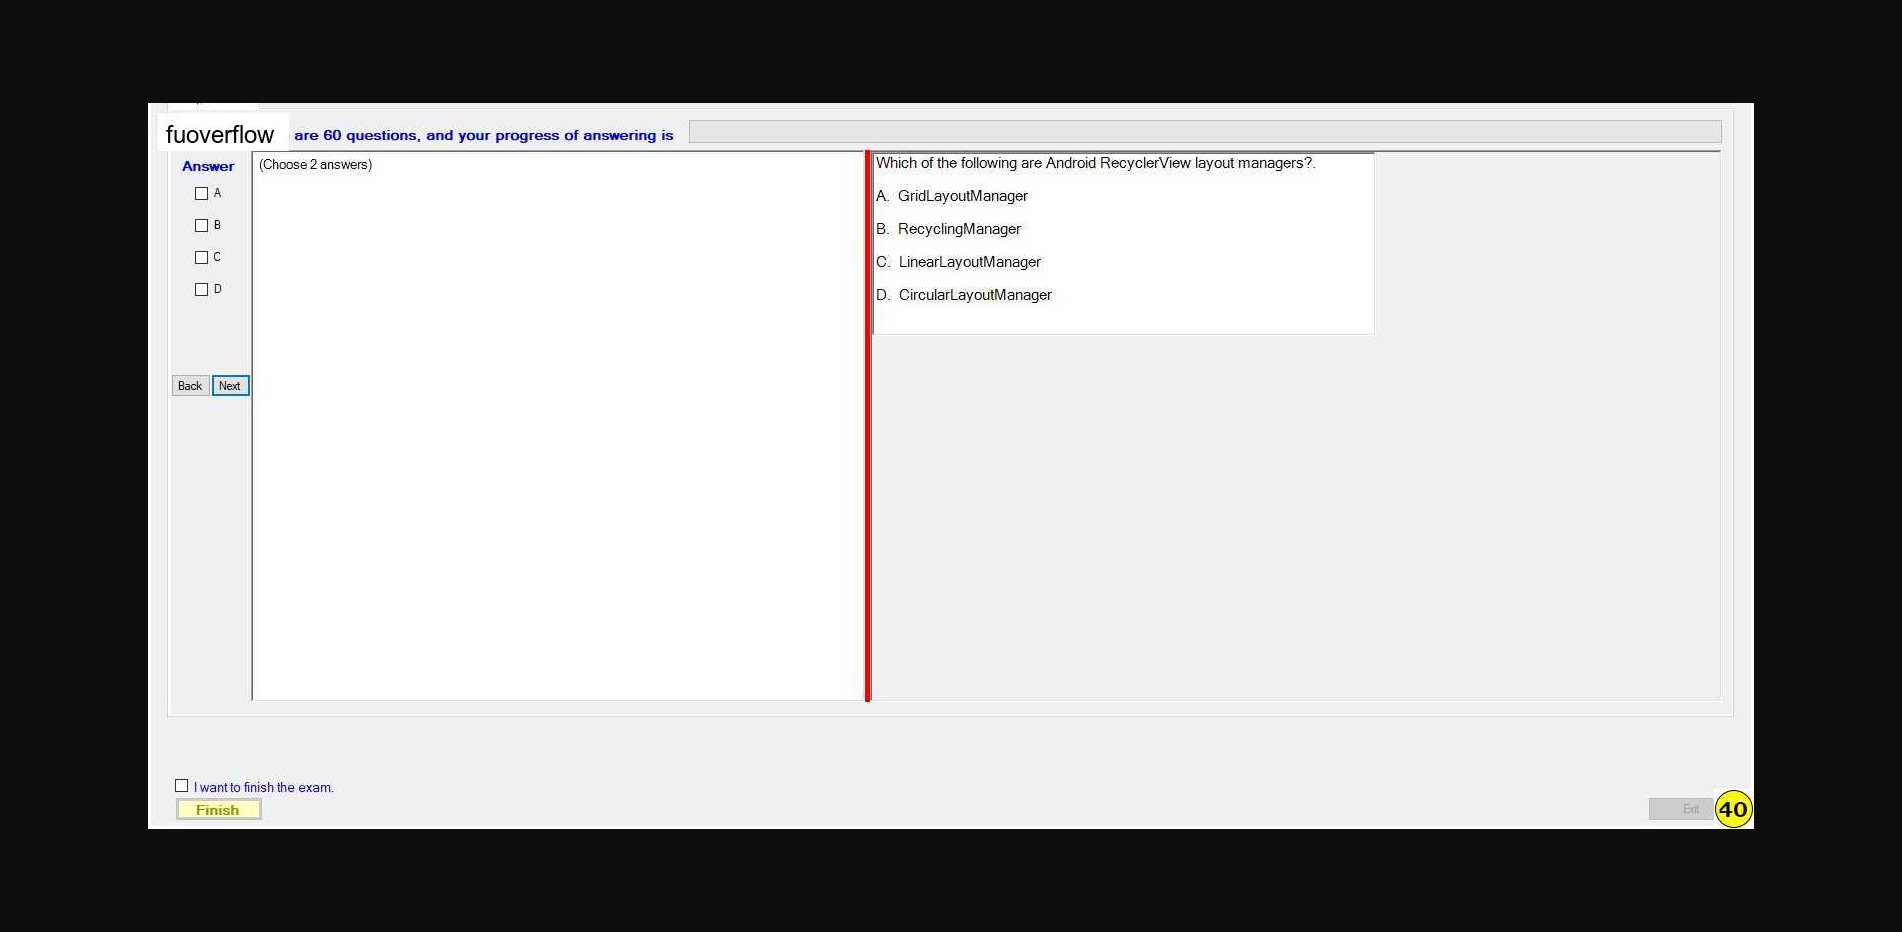 fuoverflow are 60 questions, and your progress of answering is
Answer
(Choose 2 answers)
A
B
C
D
Back Next
Which of the following are Android RecyclerView layout managers?.
A. GridLayoutManager
B. RecyclingManager
C. LinearLayoutManager
D. CircularLayoutManager
I want to finish the exam.
Finish
Exit
40